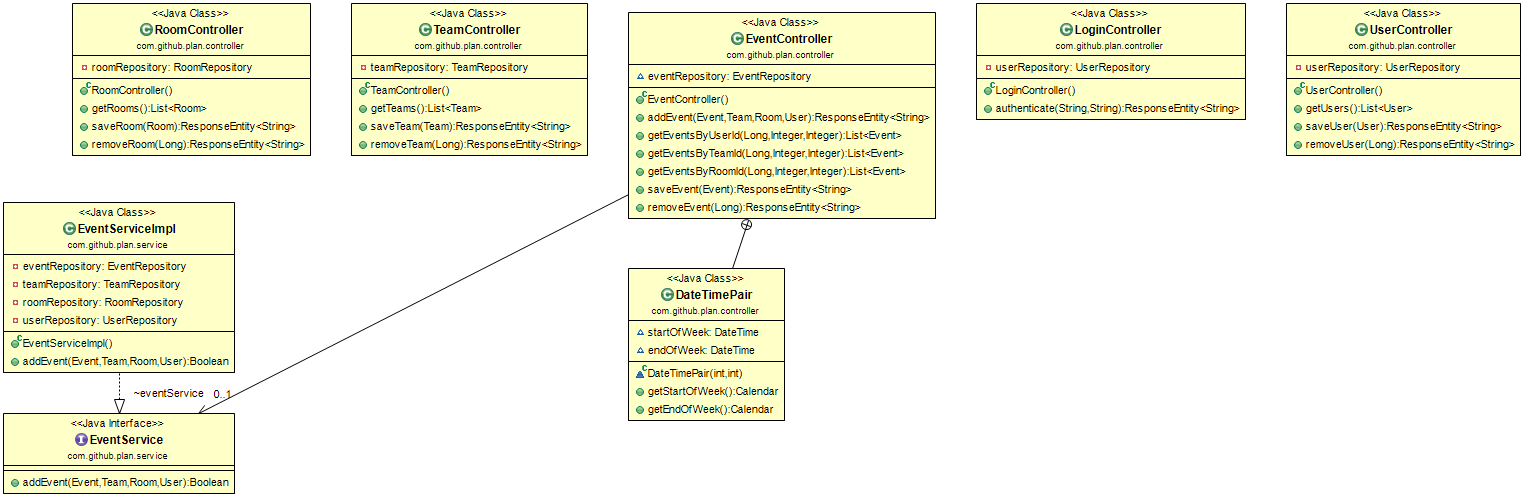 <<Java Class>>
RoomController
com.github.plan.controller
roomRepository: RoomRepository
RoomController()
getRooms():List<Room>
saveRoom(Room):ResponseEntity<String>
removeRoom(Long):ResponseEntity<String>
<<Java Class>>
TeamController
com.github.plan.controller
teamRepository: TeamRepository
TeamController()
getTeams():List<Team>
saveTeam(Team):ResponseEntity<String>
removeTeam(Long):ResponseEntity<String>
<<Java Class>>
EventController
com.github.plan.controller
eventRepository: EventRepository
EventController()
addEvent(Event,Team,Room,User):ResponseEntity<String>
getEventsByUserId(Long,Integer,Integer):List<Event>
getEventsByTeamId(Long,Integer,Integer):List<Event>
getEventsByRoomId(Long,Integer,Integer):List<Event>
saveEvent(Event):ResponseEntity<String>
removeEvent(Long):ResponseEntity<String>
<<Java Class>>
LoginController
com.github.plan.controller
userRepository: UserRepository
LoginController()
authenticate(String,String):ResponseEntity<String>
<<Java Class>>
UserController
com.github.plan.controller
userRepository: UserRepository
UserController()
getUsers():List<User>
saveUser(User):ResponseEntity<String>
removeUser(Long):ResponseEntity<String>
<<Java Class>>
EventServiceImpl
com.github.plan.service
eventRepository: EventRepository
teamRepository: TeamRepository
roomRepository: RoomRepository
userRepository: UserRepository
EventServiceImpl()
addEvent(Event,Team,Room,User):Boolean
<<Java Class>>
DateTimePair
com.github.plan.controller
startOfWeek: DateTime
endOfWeek: DateTime
DateTimePair(int,int)
getStartOfWeek():Calendar
getEndOfWeek():Calendar
~eventService 0..1
<<Java Interface>>
EventService
com.github.plan.service
addEvent(Event,Team,Room,User):Boolean